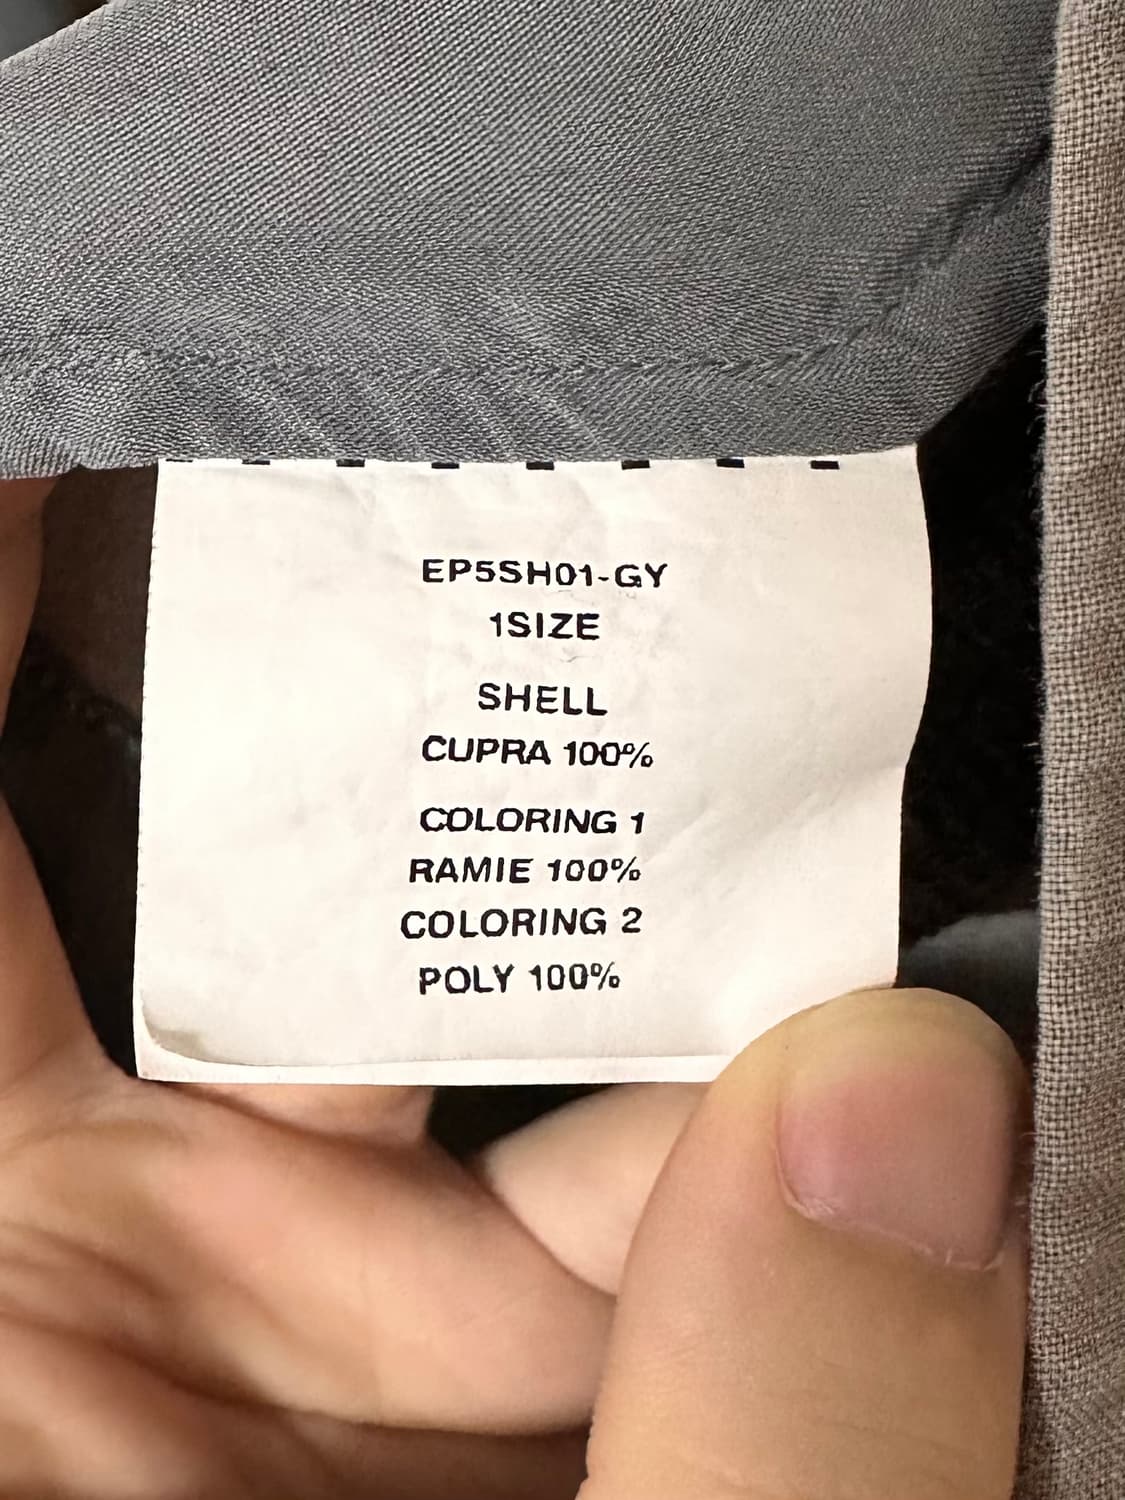 EP5SH01-GY
1SIZE
SHELL
CUPRA 100%
COLORING 1
RAMIE 100%
COLORING 2
POLY 100%